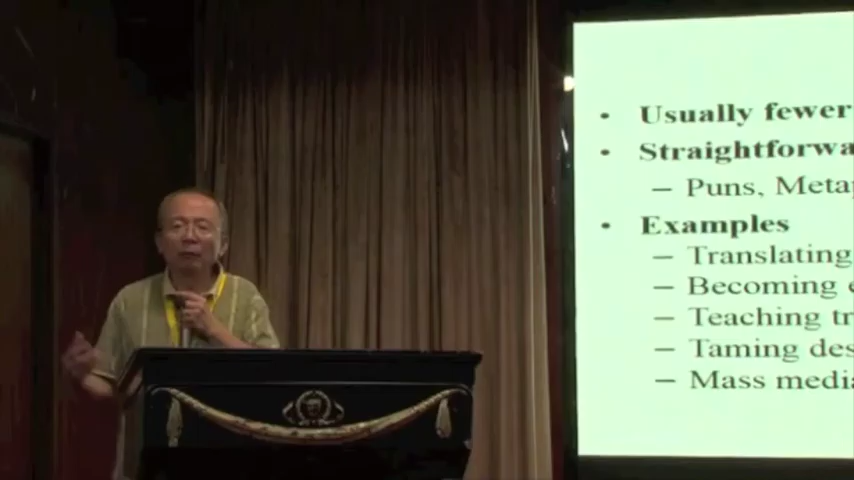 • Usually fewer
• Straightforwa
– Puns, Meta
• Examples
– Translating
– Becoming
– Teaching tr
– Taming des
– Mass media